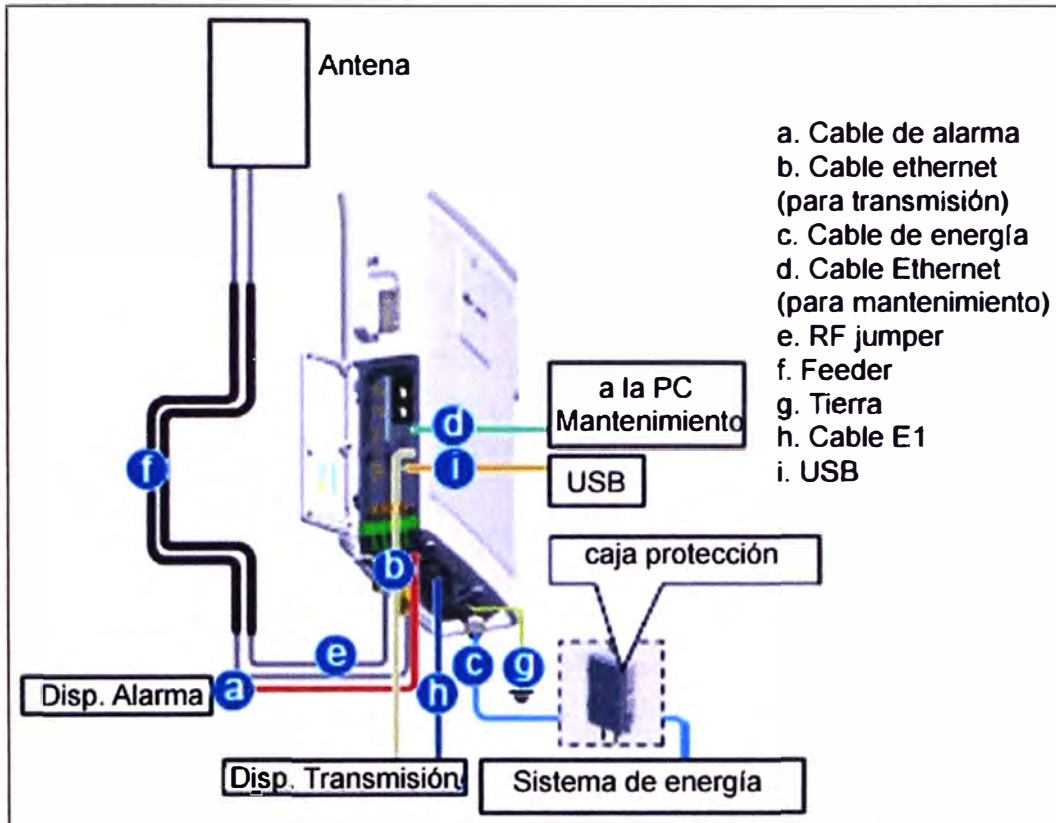 Antena
a. Cable de alarma
b. Cable ethernet
(para transmisión)
c. Cable de energía
d. Cable Ethernet
(para mantenimiento)
e. RF jumper
f. Feeder
g. Tierra
h. Cable E1
i. USB
a la PC
Mantenimiento
d
i
USB
f
b
caja protección
e
c
g
a
h
Disp. Alarma
Disp. Transmisión
Sistema de energía